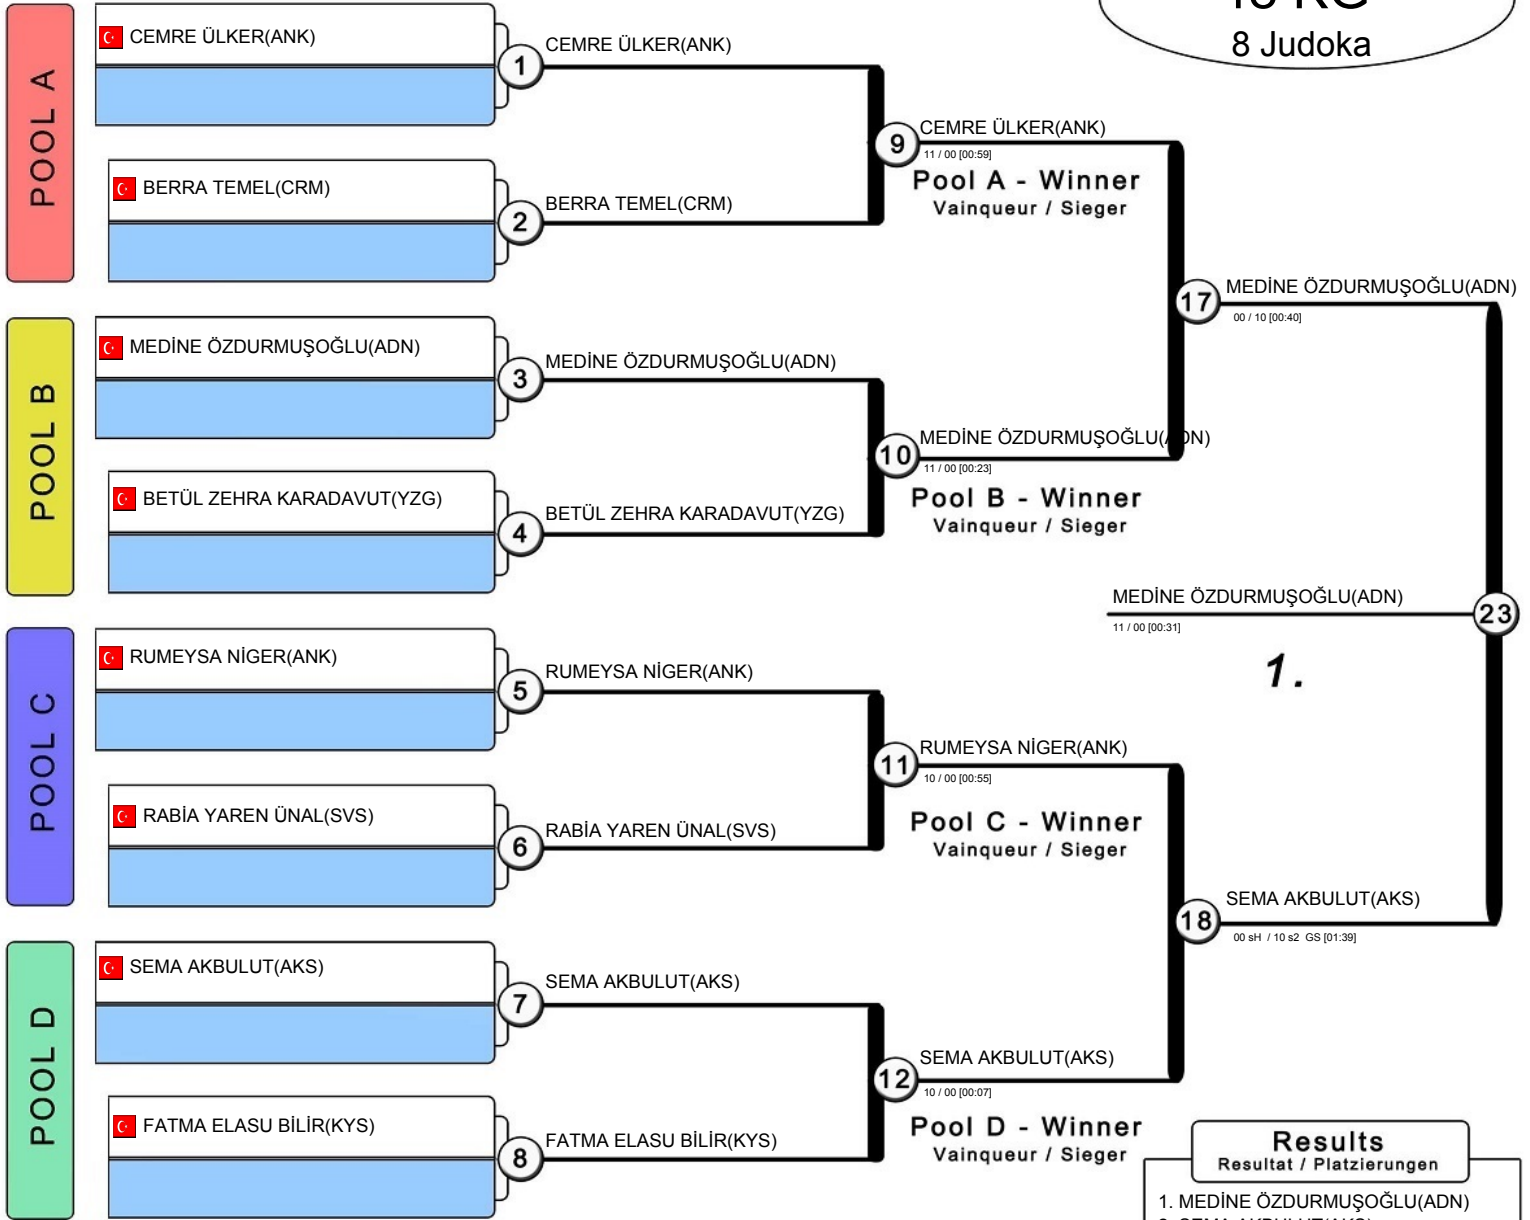 KG
8 Judoka
POOL A
CEMRE ÜLKER(ANK)
BERRA TEMEL(CRM)
1
2
CEMRE ÜLKER(ANK)
BERRA TEMEL(CRM)
9
CEMRE ÜLKER(ANK)
11 / 00 [00:59]
Pool A - Winner
Vainqueur / Sieger
POOL B
MEDİNE ÖZDURMUŞOĞLU(ADN)
BETÜL ZEHRA KARADAVUT(YZG)
3
4
MEDİNE ÖZDURMUŞOĞLU(ADN)
BETÜL ZEHRA KARADAVUT(YZG)
10
MEDİNE ÖZDURMUŞOĞLU(ADN)
11 / 00 [00:23]
Pool B - Winner
Vainqueur / Sieger
17
MEDİNE ÖZDURMUŞOĞLU(ADN)
00 / 10 [00:40]
MEDİNE ÖZDURMUŞOĞLU(ADN)
11 / 00 [00:31]
23
1.
POOL C
RUMEYSA NİGER(ANK)
RABİA YAREN ÜNAL(SVS)
5
6
RUMEYSA NİGER(ANK)
RABİA YAREN ÜNAL(SVS)
11
RUMEYSA NİGER(ANK)
10 / 00 [00:55]
Pool C - Winner
Vainqueur / Sieger
18
SEMA AKBULUT(AKS)
00 sH / 10 s2 GS [01:39]
POOL D
SEMA AKBULUT(AKS)
FATMA ELASU BİLİR(KYS)
7
8
SEMA AKBULUT(AKS)
FATMA ELASU BİLİR(KYS)
12
SEMA AKBULUT(AKS)
10 / 00 [00:07]
Pool D - Winner
Vainqueur / Sieger
Results
Resultat / Platzierungen
1. MEDİNE ÖZDURMUŞOĞLU(ADN)